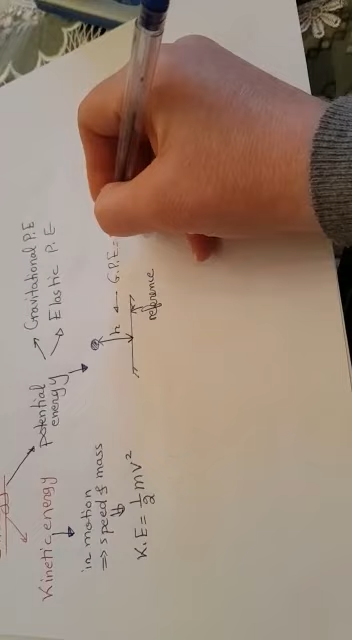 Kinetic energy
in motion
=> speed & mass
K.E = 1/2 mv²
potential
energy
Gravitational P.E
Elastic P.E
h
G.P.E=
reference